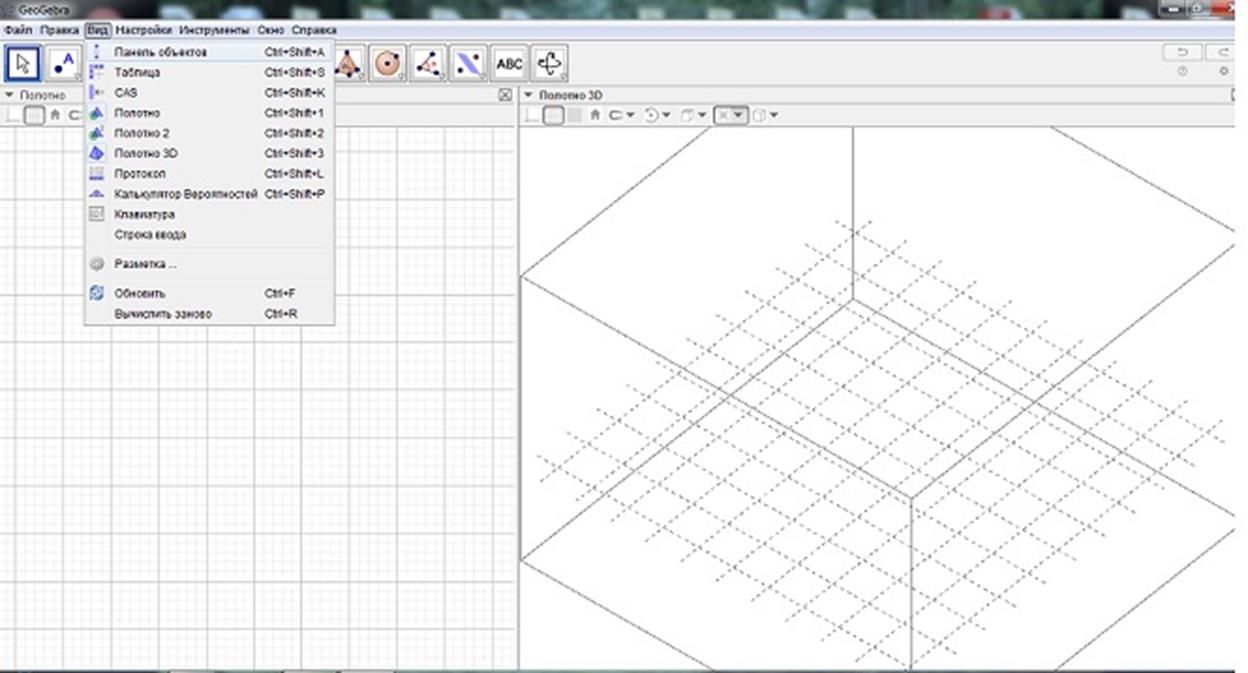 GeoGebra
Файл Правка Вид Настройки Инструменты Окно Справка
ABC
Панель объектов Ctrl+Shift+A
Таблица Ctrl+Shift+S
CAS Ctrl+Shift+K
Полотно Ctrl+Shift+1
Полотно 2 Ctrl+Shift+2
Полотно 3D Ctrl+Shift+3
Протокол Ctrl+Shift+L
Калькулятор Вероятностей Ctrl+Shift+P
Клавиатура
Строка ввода
Разметка ...
Обновить Ctrl+F
Вычислить заново Ctrl+R
Полотно
Полотно 3D